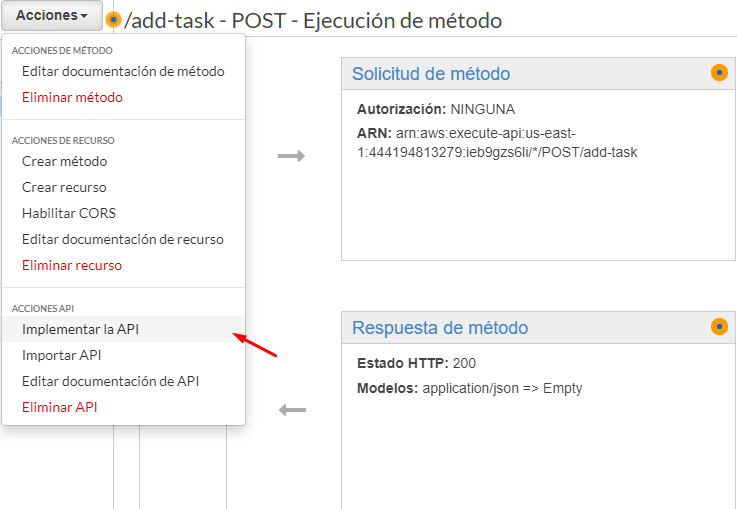 Acciones
/add-task - POST - Ejecución de método
ACCIONES DE MÉTODO
Editar documentación de método
Eliminar método
ACCIONES DE RECURSO
Crear método
Crear recurso
Habilitar CORS
Editar documentación de recurso
Eliminar recurso
ACCIONES API
Implementar la API
Importar API
Editar documentación de API
Eliminar API
Solicitud de método
Autorización: NINGUNA
ARN: arn:aws:execute-api:us-east-
1:444194813279:ieb9gzs6li/*/POST/add-task
Respuesta de método
Estado HTTP: 200
Modelos: application/json => Empty